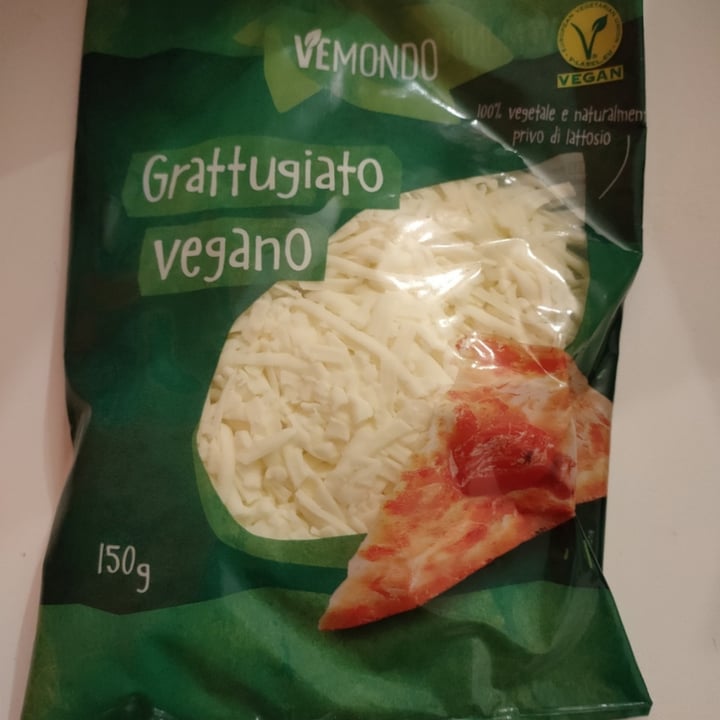 VEMONDO
VEGAN
100% vegetale e naturalmen
privo di lattosio
Grattugiato
vegano
150g